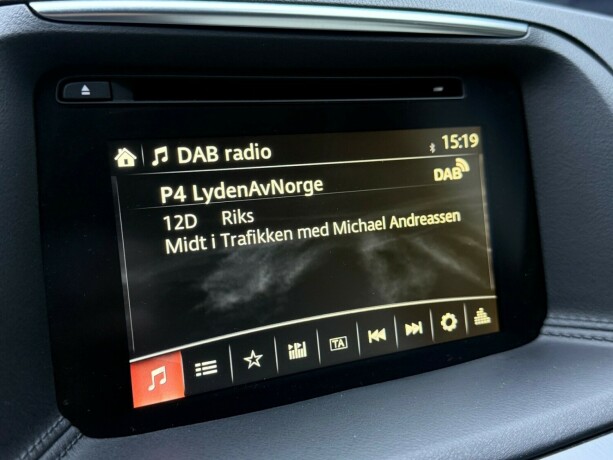 DAB radio
15:19
P4 LydenAvNorge
DAB
12D Riks
Midt i Trafikken med Michael Andreassen
TA